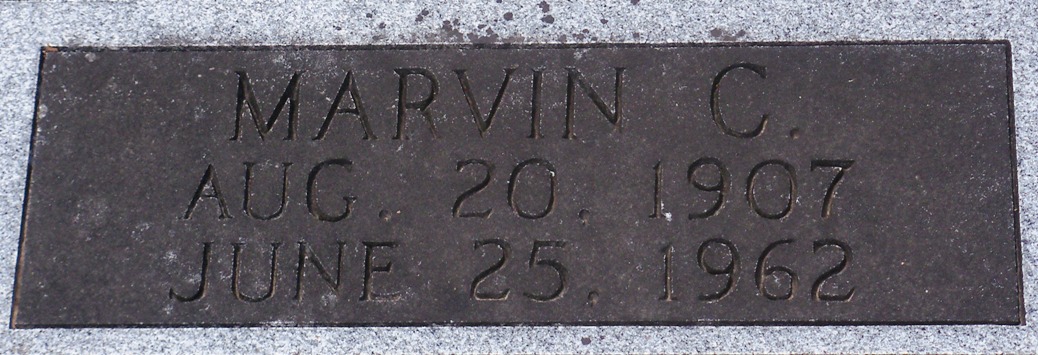 MARVIN C.
AUG. 20. 1907
JUNE 25, 1962